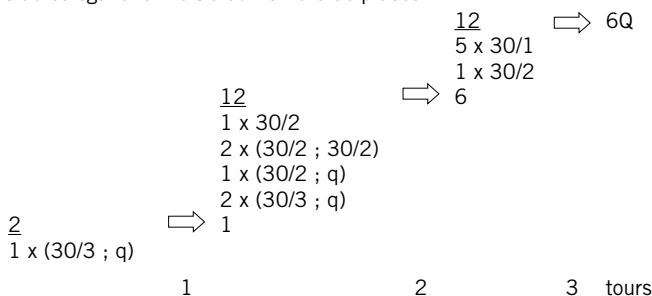 12
6Q
5 x 30/1
1 x 30/2
6
12
1 x 30/2
2 x (30/2 ; 30/2)
1 x (30/2 ; q)
2 x (30/3 ; q)
1
2
1 x (30/3 ; q)
1 2 3 tours